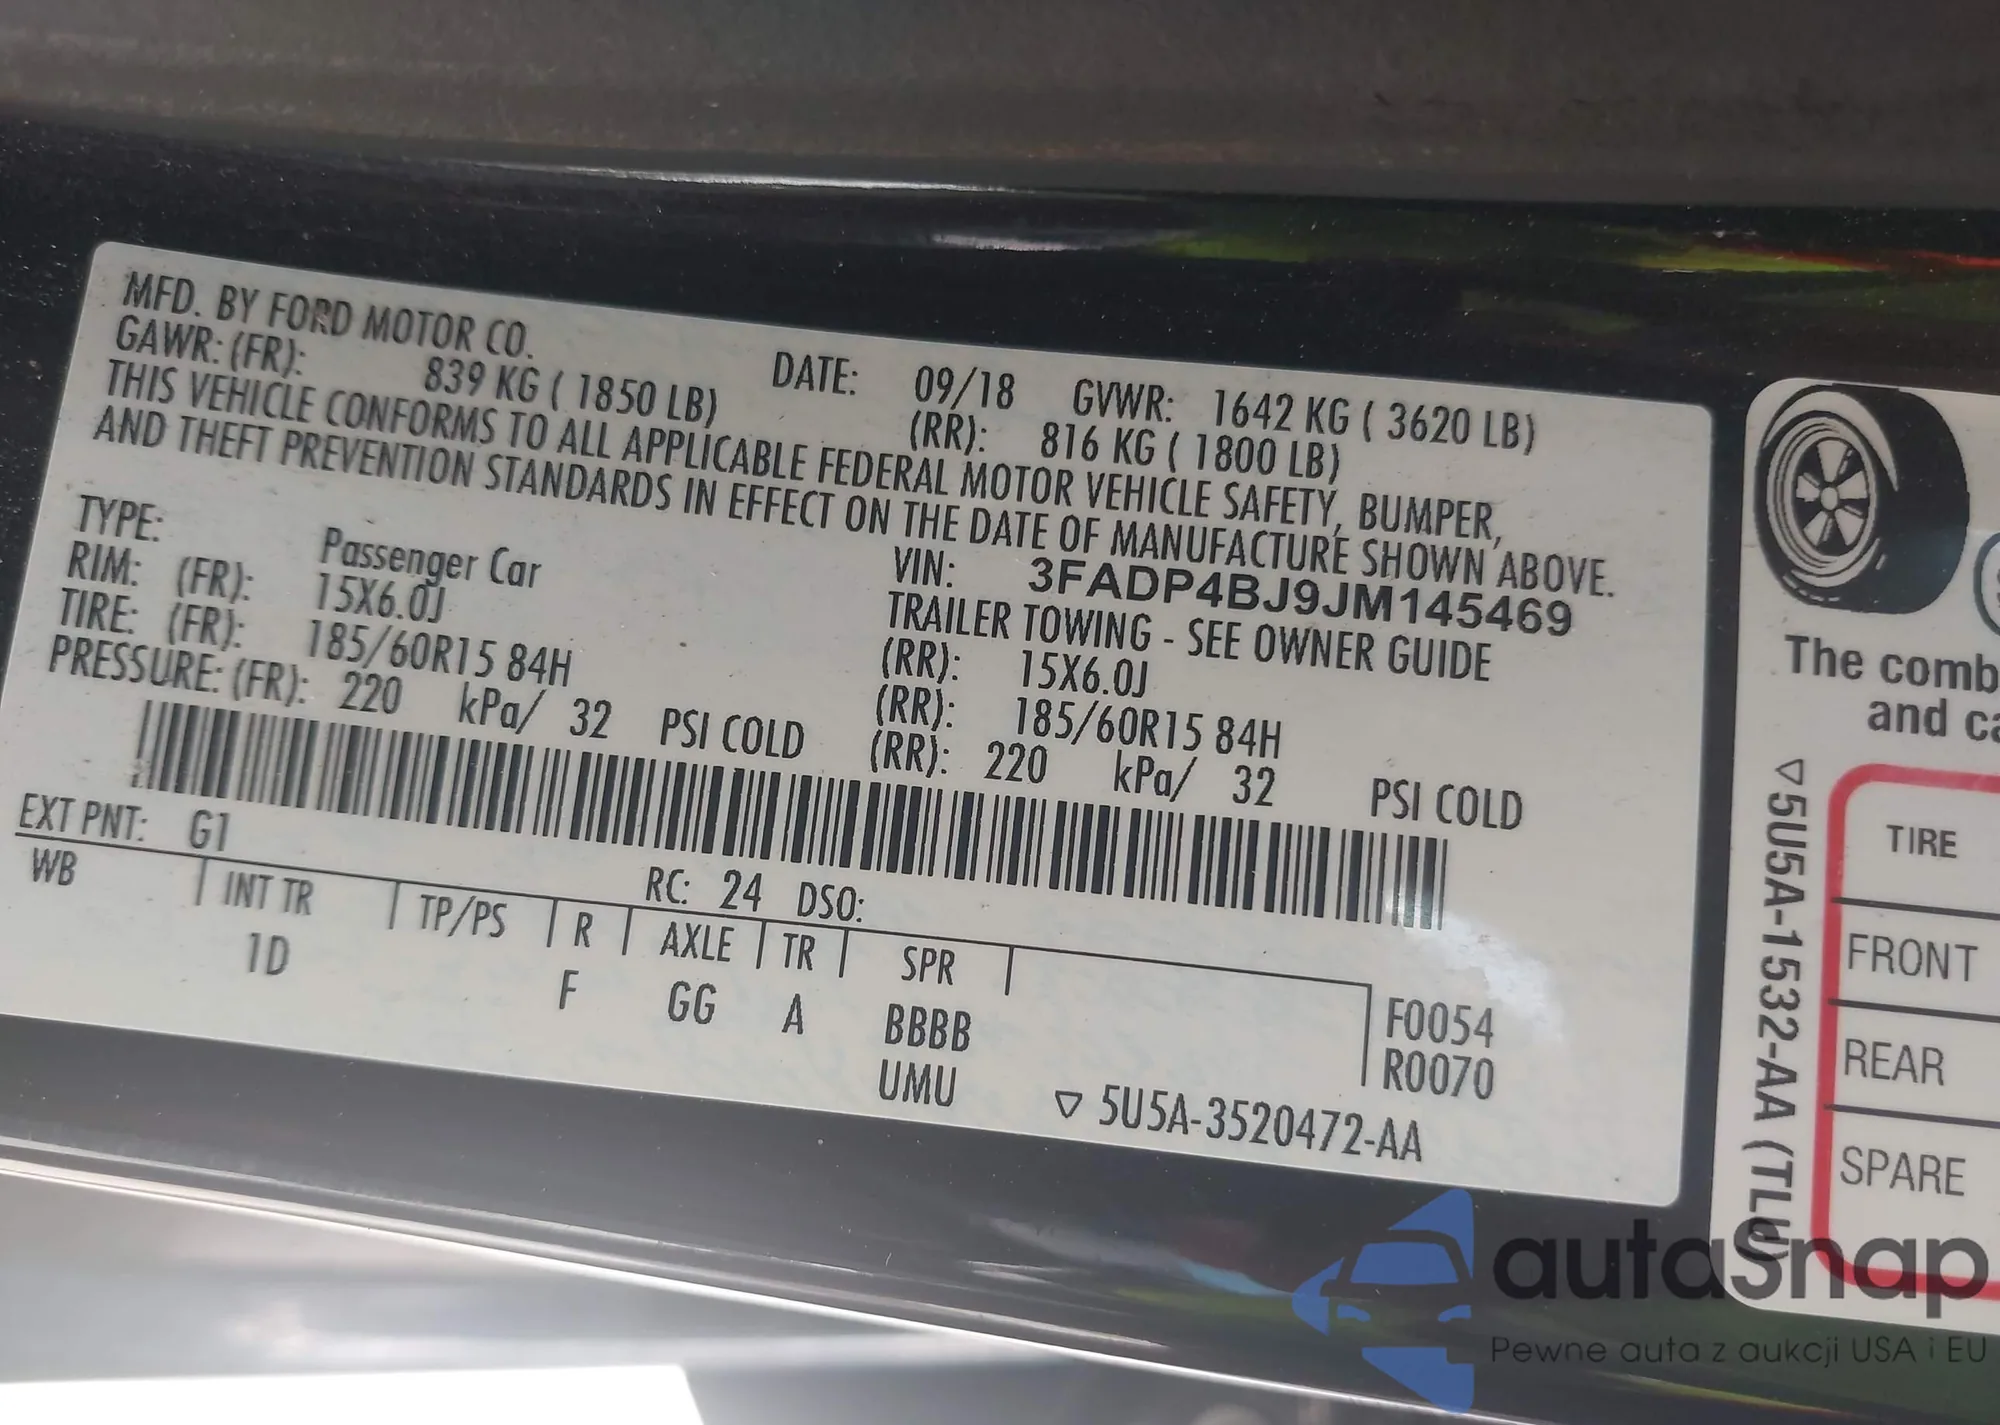 MFD. BY FORD MOTOR CO.
DATE: 09/18 GVWR: 1642 KG ( 3620 LB)
GAWR: (FR): 839 KG ( 1850 LB) (RR): 816 KG ( 1800 LB)
THIS VEHICLE CONFORMS TO ALL APPLICABLE FEDERAL MOTOR VEHICLE SAFETY, BUMPER,
AND THEFT PREVENTION STANDARDS IN EFFECT ON THE DATE OF MANUFACTURE SHOWN ABOVE.
VIN: 3FADP4BJ9JM145469
TYPE: Passenger Car TRAILER TOWING - SEE OWNER GUIDE
RIM: (FR): 15X6.0J (RR): 15X6.0J
TIRE: (FR): 185/60R15 84H (RR): 185/60R15 84H
PRESSURE: (FR): 220 kPa/ 32 PSI COLD (RR): 220 kPa/ 32 PSI COLD
EXT PNT: G1 RC: 24 DSO:
WB INT TR TP/PS R AXLE TR SPR
1D F GG A BBBB F0054
UMU R0070
▽ 5U5A-3520472-AA
The comb
and ca
▽5U5A-1532-AA (TLU)
TIRE
FRONT
REAR
SPARE
autaSnap
Pewne auta z aukcji USA i EU